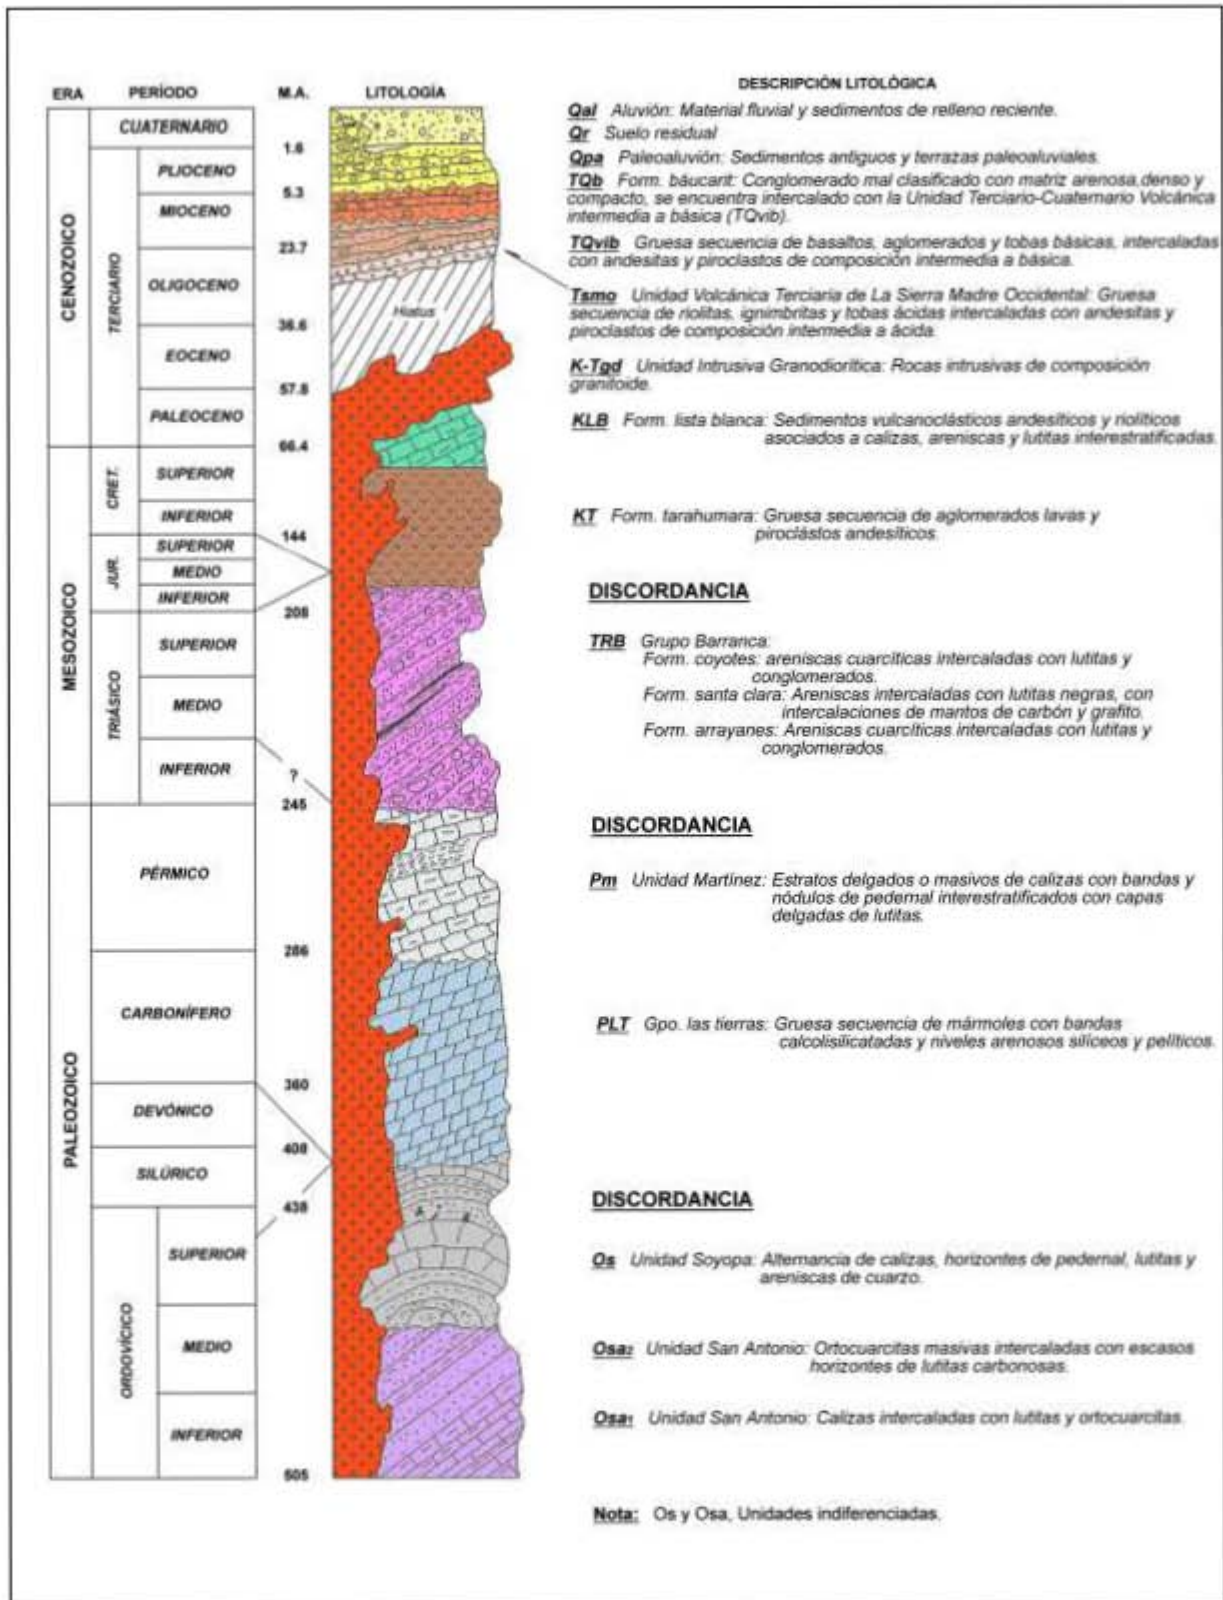 DESCRIPCIÓN LITOLÓGICA
ERA PERÍODO M.A. LITOLOGÍA
CENOZOICO
TERCIARIO
CUATERNARIO
1.6
PLIOCENO
5.3
MIOCENO
23.7
OLIGOCENO
36.6
EOCENO
57.8
PALEOCENO
66.4
MESOZOICO
CRET.
SUPERIOR
INFERIOR
144
JUR.
SUPERIOR
MEDIO
INFERIOR
208
TRIÁSICO
SUPERIOR
MEDIO
INFERIOR
?
245
PALEOZOICO
PÉRMICO
286
CARBONÍFERO
360
DEVÓNICO
408
SILÚRICO
438
ORDOVÍCICO
SUPERIOR
MEDIO
INFERIOR
505
Hiatus
Qal Aluvión: Material fluvial y sedimentos de relleno reciente.
Qr Suelo residual
Qpa Paleoaluvión: Sedimentos antiguos y terrazas paleoaluviales.
TQb Form. báucarit: Conglomerado mal clasificado con matriz arenosa,denso y
compacto, se encuentra intercalado con la Unidad Terciario-Cuaternario Volcánica
intermedia a básica (TQvib).
TQvib Gruesa secuencia de basaltos, aglomerados y tobas básicas, intercaladas
con andesitas y piroclastos de composición intermedia a básica.
Tsmo Unidad Volcánica Terciaria de La Sierra Madre Occidental: Gruesa
secuencia de riolitas, ignimbritas y tobas ácidas intercaladas con andesitas y
piroclastos de composición intermedia a ácida.
K-Tgd Unidad Intrusiva Granodiorítica: Rocas intrusivas de composición
granitoide.
KLB Form. lista blanca: Sedimentos vulcanoclásticos andesíticos y riolíticos
asociados a calizas, areniscas y lutitas interestratificadas.
KT Form. tarahumara: Gruesa secuencia de aglomerados lavas y
piroclástos andesíticos.
DISCORDANCIA
TRB Grupo Barranca:
Form. coyotes: areniscas cuarcíticas intercaladas con lutitas y
conglomerados.
Form. santa clara: Areniscas intercaladas con lutitas negras, con
intercalaciones de mantos de carbón y grafito.
Form. arrayanes: Areniscas cuarcíticas intercaladas con lutitas y
conglomerados.
DISCORDANCIA
Pm Unidad Martínez: Estratos delgados o masivos de calizas con bandas y
nódulos de pedernal interestratificados con capas
delgadas de lutitas.
PLT Gpo. las tierras: Gruesa secuencia de mármoles con bandas
calcolisilicatadas y niveles arenosos silíceos y pelíticos.
DISCORDANCIA
Os Unidad Soyopa: Alternancia de calizas, horizontes de pedernal, lutitas y
areniscas de cuarzo.
Osa2 Unidad San Antonio: Ortocuarcitas masivas intercaladas con escasos
horizontes de lutitas carbonosas.
Osa1 Unidad San Antonio: Calizas intercaladas con lutitas y ortocuarcitas.
Nota: Os y Osa, Unidades indiferenciadas.